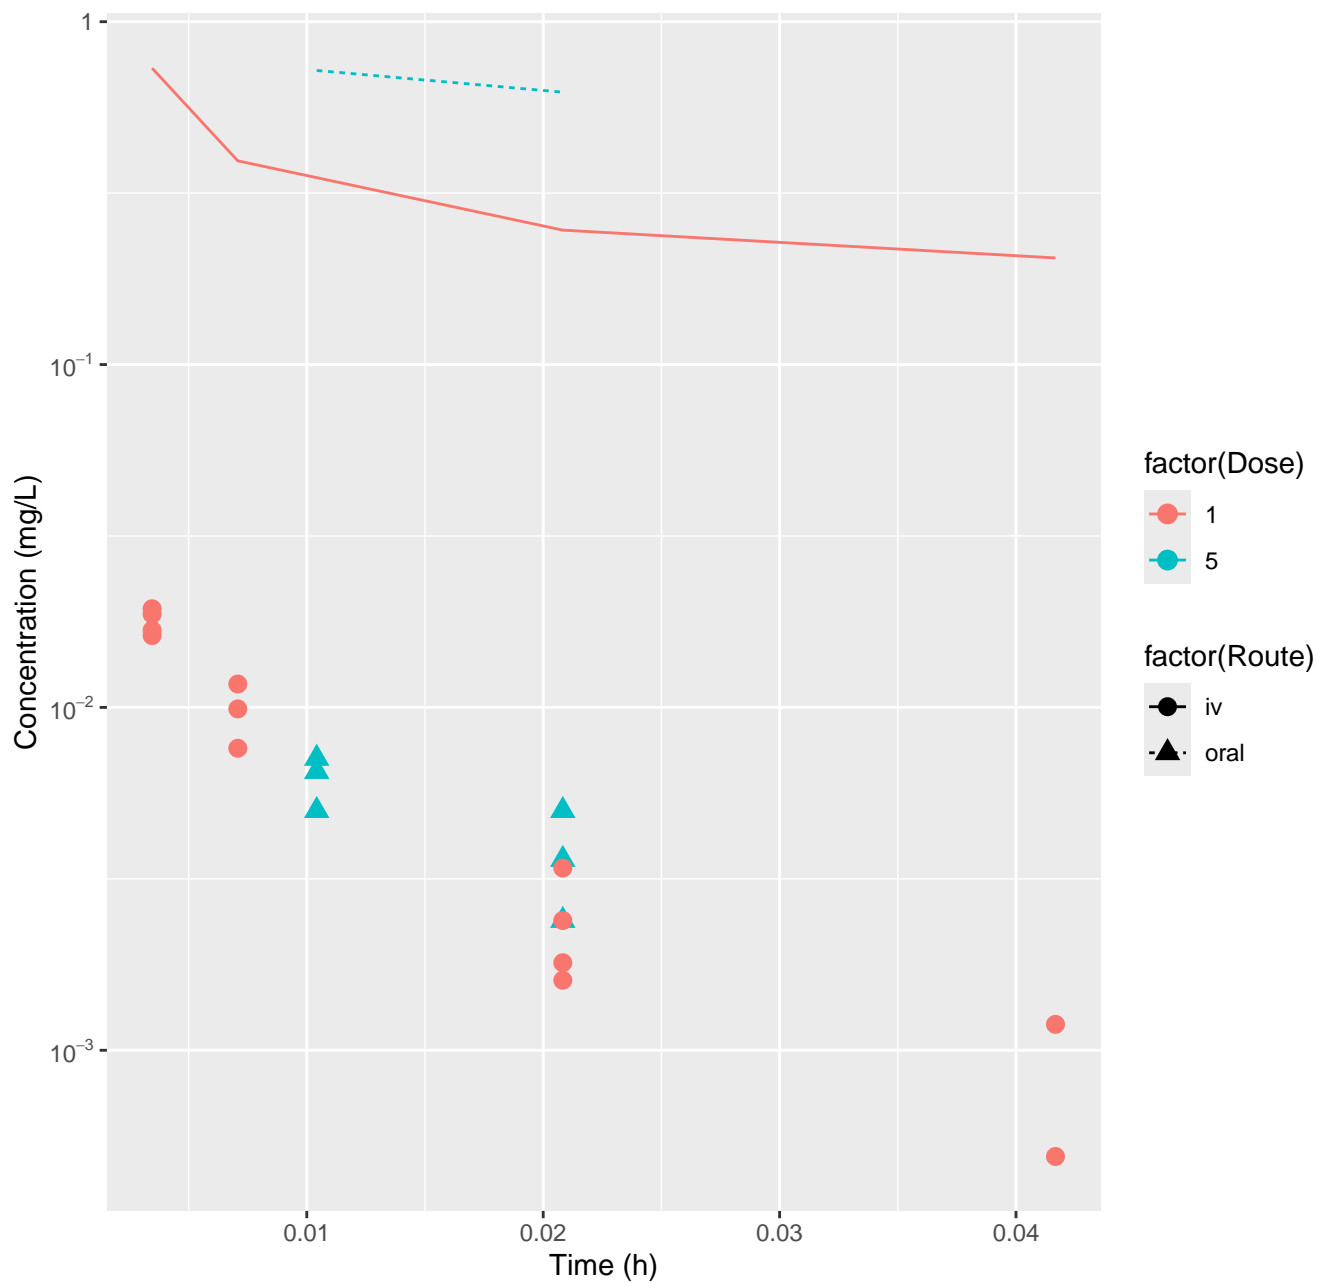 1
10⁻¹
10⁻²
10⁻³
Concentration (mg/L)
0.01
0.02
0.03
0.04
Time (h)
factor(Dose)
1
5
factor(Route)
iv
oral